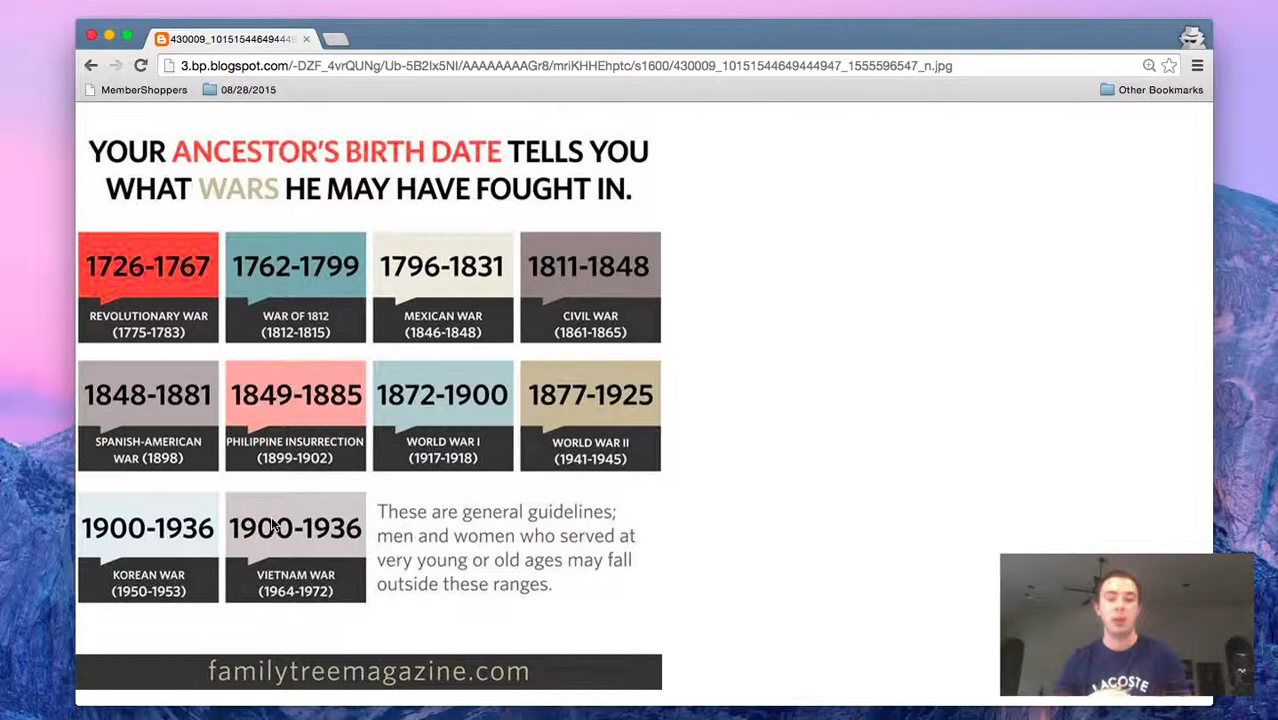 430009_101515446494449
3.bp.blogspot.com/-DZF_4vrQUNg/Ub-5B2Ix5NI/AAAAAAAAGr8/mriKHHEhptc/s1600/430009_10151544649444947_1555596547_n.jpg
MemberShoppers
08/28/2015
Other Bookmarks
YOUR ANCESTOR'S BIRTH DATE TELLS YOU
WHAT WARS HE MAY HAVE FOUGHT IN.
1726-1767
REVOLUTIONARY WAR
(1775-1783)
1762-1799
WAR OF 1812
(1812-1815)
1796-1831
MEXICAN WAR
(1846-1848)
1811-1848
CIVIL WAR
(1861-1865)
1848-1881
SPANISH-AMERICAN
WAR (1898)
1849-1885
PHILIPPINE INSURRECTION
(1899-1902)
1872-1900
WORLD WAR I
(1917-1918)
1877-1925
WORLD WAR II
(1941-1945)
1900-1936
KOREAN WAR
(1950-1953)
1900-1936
VIETNAM WAR
(1964-1972)
These are general guidelines;
men and women who served at
very young or old ages may fall
outside these ranges.
familytreemagazine.com
LACOSTE